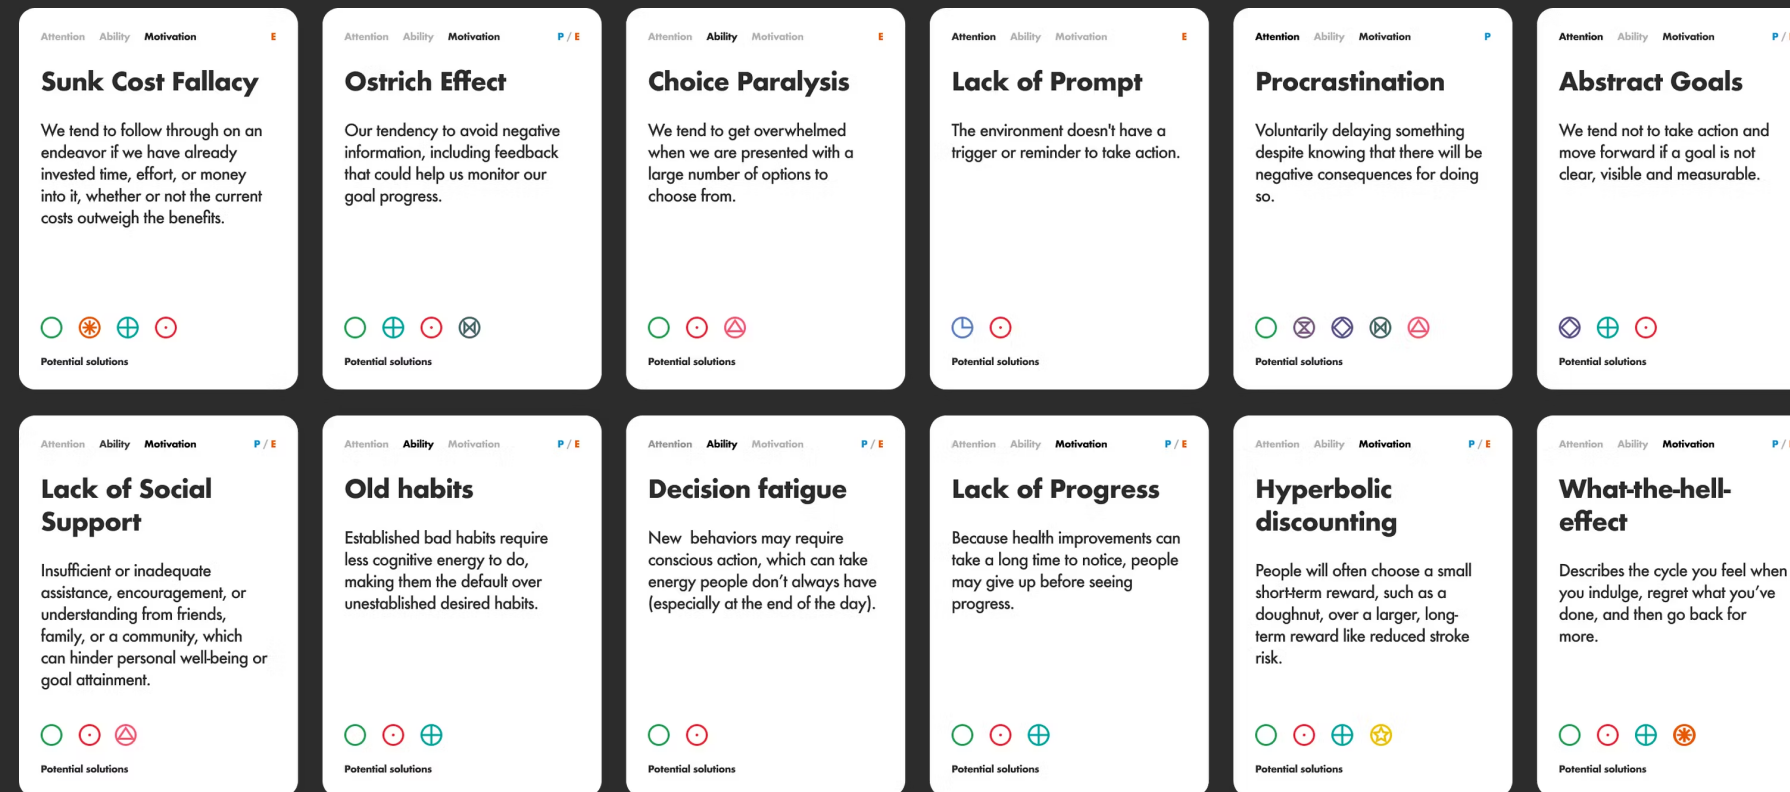 Attention Ability Motivation E
Sunk Cost Fallacy
We tend to follow through on an
endeavor if we have already
invested time, effort, or money
into it, whether or not the current
costs outweigh the benefits.
Potential solutions
Attention Ability Motivation P / E
Ostrich Effect
Our tendency to avoid negative
information, including feedback
that could help us monitor our
goal progress.
Potential solutions
Attention Ability Motivation E
Choice Paralysis
We tend to get overwhelmed
when we are presented with a
large number of options to
choose from.
Potential solutions
Attention Ability Motivation E
Lack of Prompt
The environment doesn't have a
trigger or reminder to take action.
Potential solutions
Attention Ability Motivation P
Procrastination
Voluntarily delaying something
despite knowing that there will be
negative consequences for doing
so.
Potential solutions
Attention Ability Motivation P /
Abstract Goals
We tend not to take action and
move forward if a goal is not
clear, visible and measurable.
Potential solutions
Attention Ability Motivation P / E
Lack of Social
Support
Insufficient or inadequate
assistance, encouragement, or
understanding from friends,
family, or a community, which
can hinder personal well-being or
goal attainment.
Potential solutions
Attention Ability Motivation P / E
Old habits
Established bad habits require
less cognitive energy to do,
making them the default over
unestablished desired habits.
Potential solutions
Attention Ability Motivation P / E
Decision fatigue
New behaviors may require
conscious action, which can take
energy people don't always have
(especially at the end of the day).
Potential solutions
Attention Ability Motivation P / E
Lack of Progress
Because health improvements can
take a long time to notice, people
may give up before seeing
progress.
Potential solutions
Attention Ability Motivation P / E
Hyperbolic
discounting
People will often choose a small
short-term reward, such as a
doughnut, over a larger, long-
term reward like reduced stroke
risk.
Potential solutions
Attention Ability Motivation P /
What-the-hell-
effect
Describes the cycle you feel when
you indulge, regret what you've
done, and then go back for
more.
Potential solutions